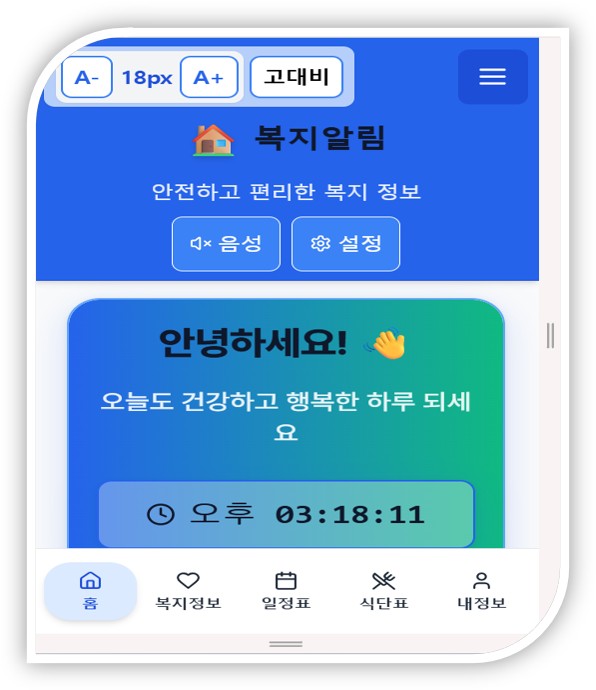 A- 18px A+ 고대비
복지알림
안전하고 편리한 복지 정보
음성 설정
안녕하세요!
오늘도 건강하고 행복한 하루 되세
요
오후 03:18:11
홈 복지정보 일정표 식단표 내정보